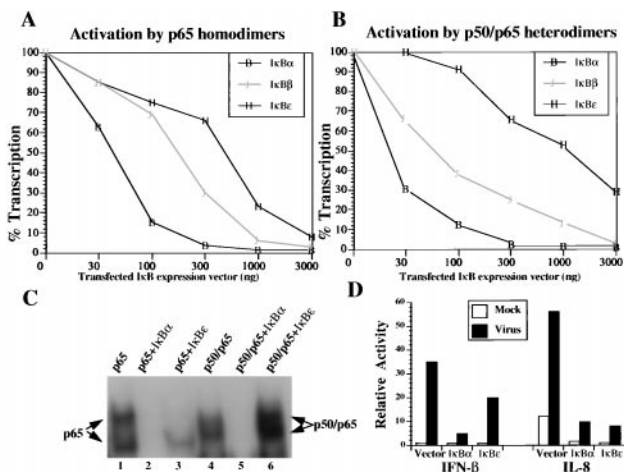 A Activation by p65 homodimers
100
90
80
70
60
50
40
30
20
10
0
% Transcription
IκBα
IκBβ
IκBε
0 30 100 300 1000 3000
Transfected IκB expression vector (ng)
B Activation by p50/p65 heterodimers
100
90
80
70
60
50
40
30
20
10
0
% Transcription
IκBα
IκBβ
IκBε
0 30 100 300 1000 3000
Transfected IκB expression vector (ng)
C
p65
p65+IκBα
p65+IκBε
p50/p65
p50/p65+IκBα
p50/p65+IκBε
p65
p50/p65
1 2 3 4 5 6
D
Mock
Virus
60
50
40
30
20
10
0
Relative Activity
Vector IκBα IκBε Vector IκBα IκBε
IFN-β IL-8